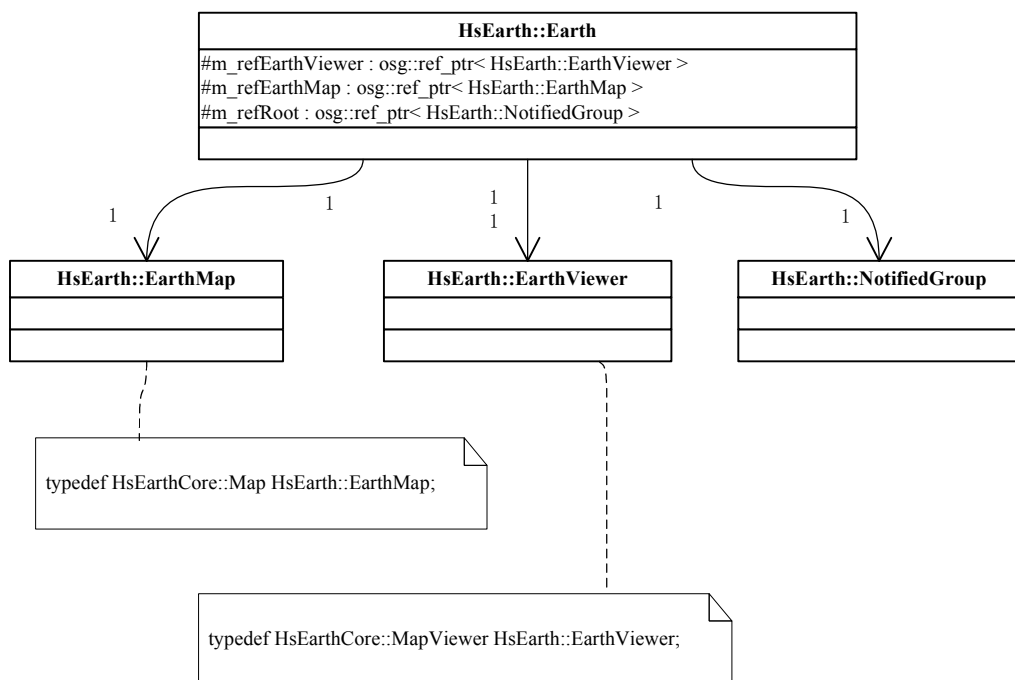 HsEarth::Earth
#m_refEarthViewer : osg::ref_ptr< HsEarth::EarthViewer >
#m_refEarthMap : osg::ref_ptr< HsEarth::EarthMap >
#m_refRoot : osg::ref_ptr< HsEarth::NotifiedGroup >
1
1
1
1
1
1
HsEarth::EarthMap
HsEarth::EarthViewer
HsEarth::NotifiedGroup
typedef HsEarthCore::Map HsEarth::EarthMap;
typedef HsEarthCore::MapViewer HsEarth::EarthViewer;